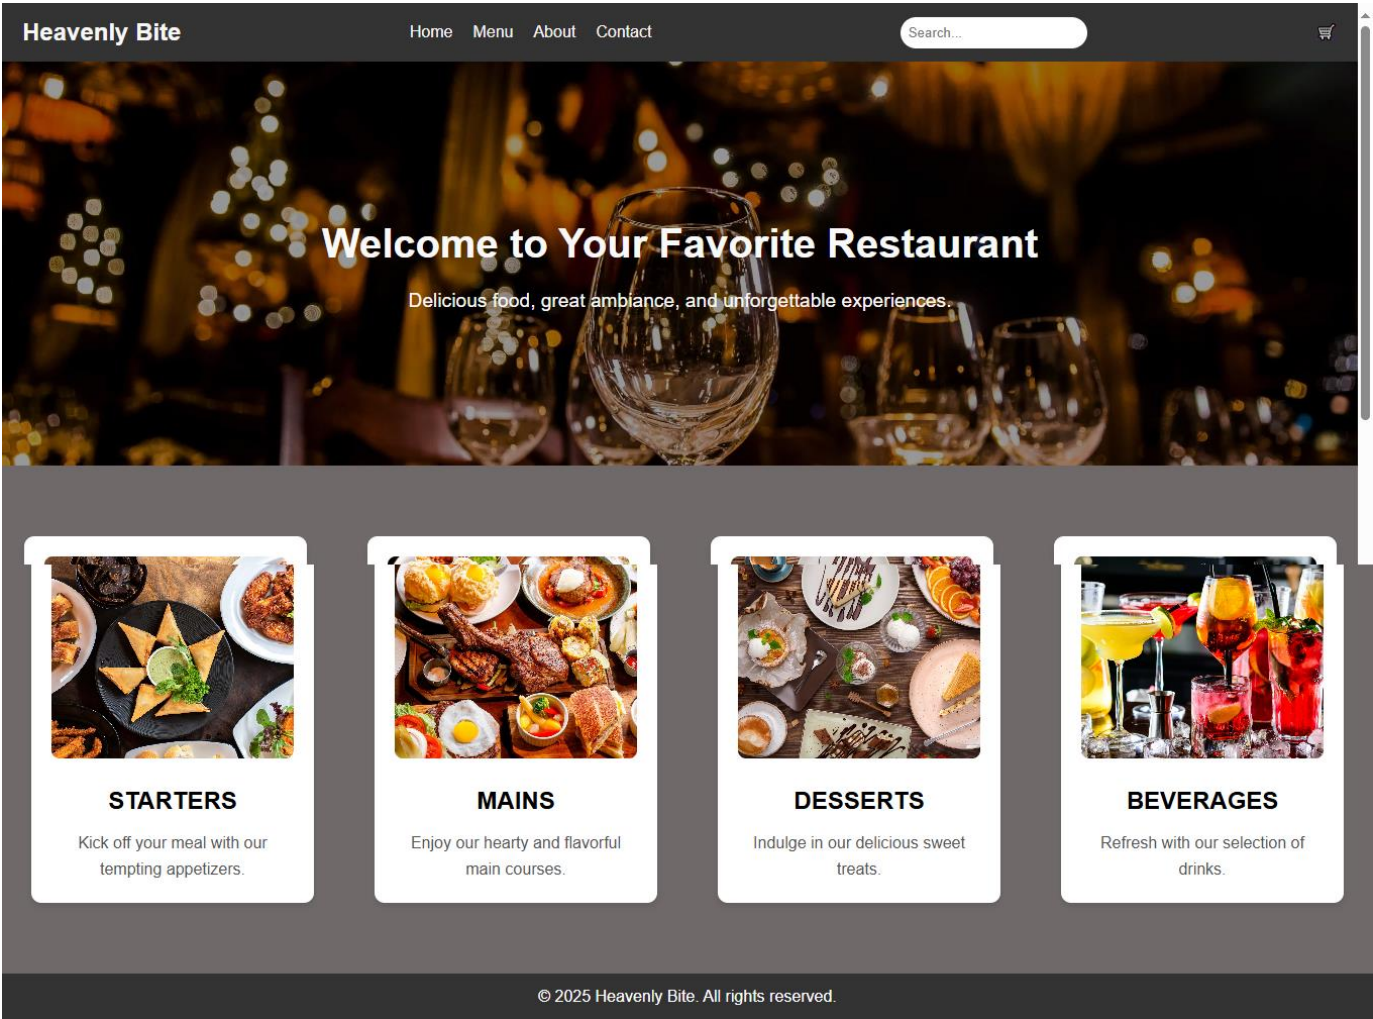 Heavenly Bite
Home Menu About Contact
Search...
Welcome to Your Favorite Restaurant
Delicious food, great ambiance, and unforgettable experiences.
STARTERS
Kick off your meal with our
tempting appetizers.
MAINS
Enjoy our hearty and flavorful
main courses.
DESSERTS
Indulge in our delicious sweet
treats.
BEVERAGES
Refresh with our selection of
drinks.
© 2025 Heavenly Bite. All rights reserved.